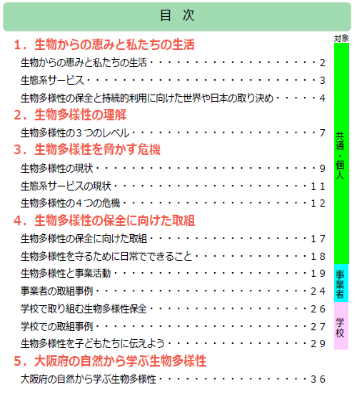 目 次
対象
1．生物からの恵みと私たちの生活
生物からの恵みと私たちの生活・・・・・・・・・・・・・・・・・・・2
生態系サービス・・・・・・・・・・・・・・・・・・・・・・・・・・3
生物多様性の保全と持続的利用に向けた世界や日本の取り決め・・・・・4
2．生物多様性の理解
生物多様性の３つのレベル・・・・・・・・・・・・・・・・・・・・・7
3．生物多様性を脅かす危機
生物多様性の現状・・・・・・・・・・・・・・・・・・・・・・・・・9
生態系サービスの現状・・・・・・・・・・・・・・・・・・・・・・11
生物多様性の４つの危機・・・・・・・・・・・・・・・・・・・・・12
4．生物多様性の保全に向けた取組
生物多様性の保全に向けた取組・・・・・・・・・・・・・・・・・・17
生物多様性を守るために日常でできること・・・・・・・・・・・・・18
生物多様性と事業活動・・・・・・・・・・・・・・・・・・・・・・19
事業者の取組事例・・・・・・・・・・・・・・・・・・・・・・・・24
学校で取り組む生物多様性保全・・・・・・・・・・・・・・・・・・26
学校での取組事例・・・・・・・・・・・・・・・・・・・・・・・・27
生物多様性を子どもたちに伝えよう・・・・・・・・・・・・・・・・29
5．大阪府の自然から学ぶ生物多様性
大阪府の自然から学ぶ生物多様性・・・・・・・・・・・・・・・・・36
共通・個人
事業者
学校